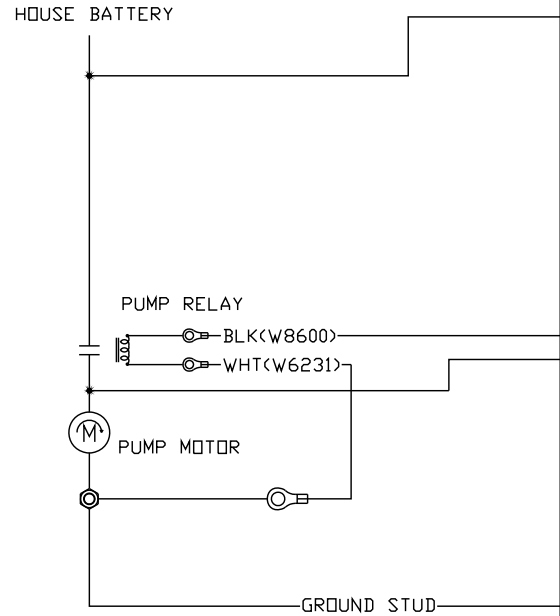 HOUSE BATTERY
PUMP RELAY
BLK(W8600)
WHT(W6231)
M
PUMP MOTOR
GROUND STUD